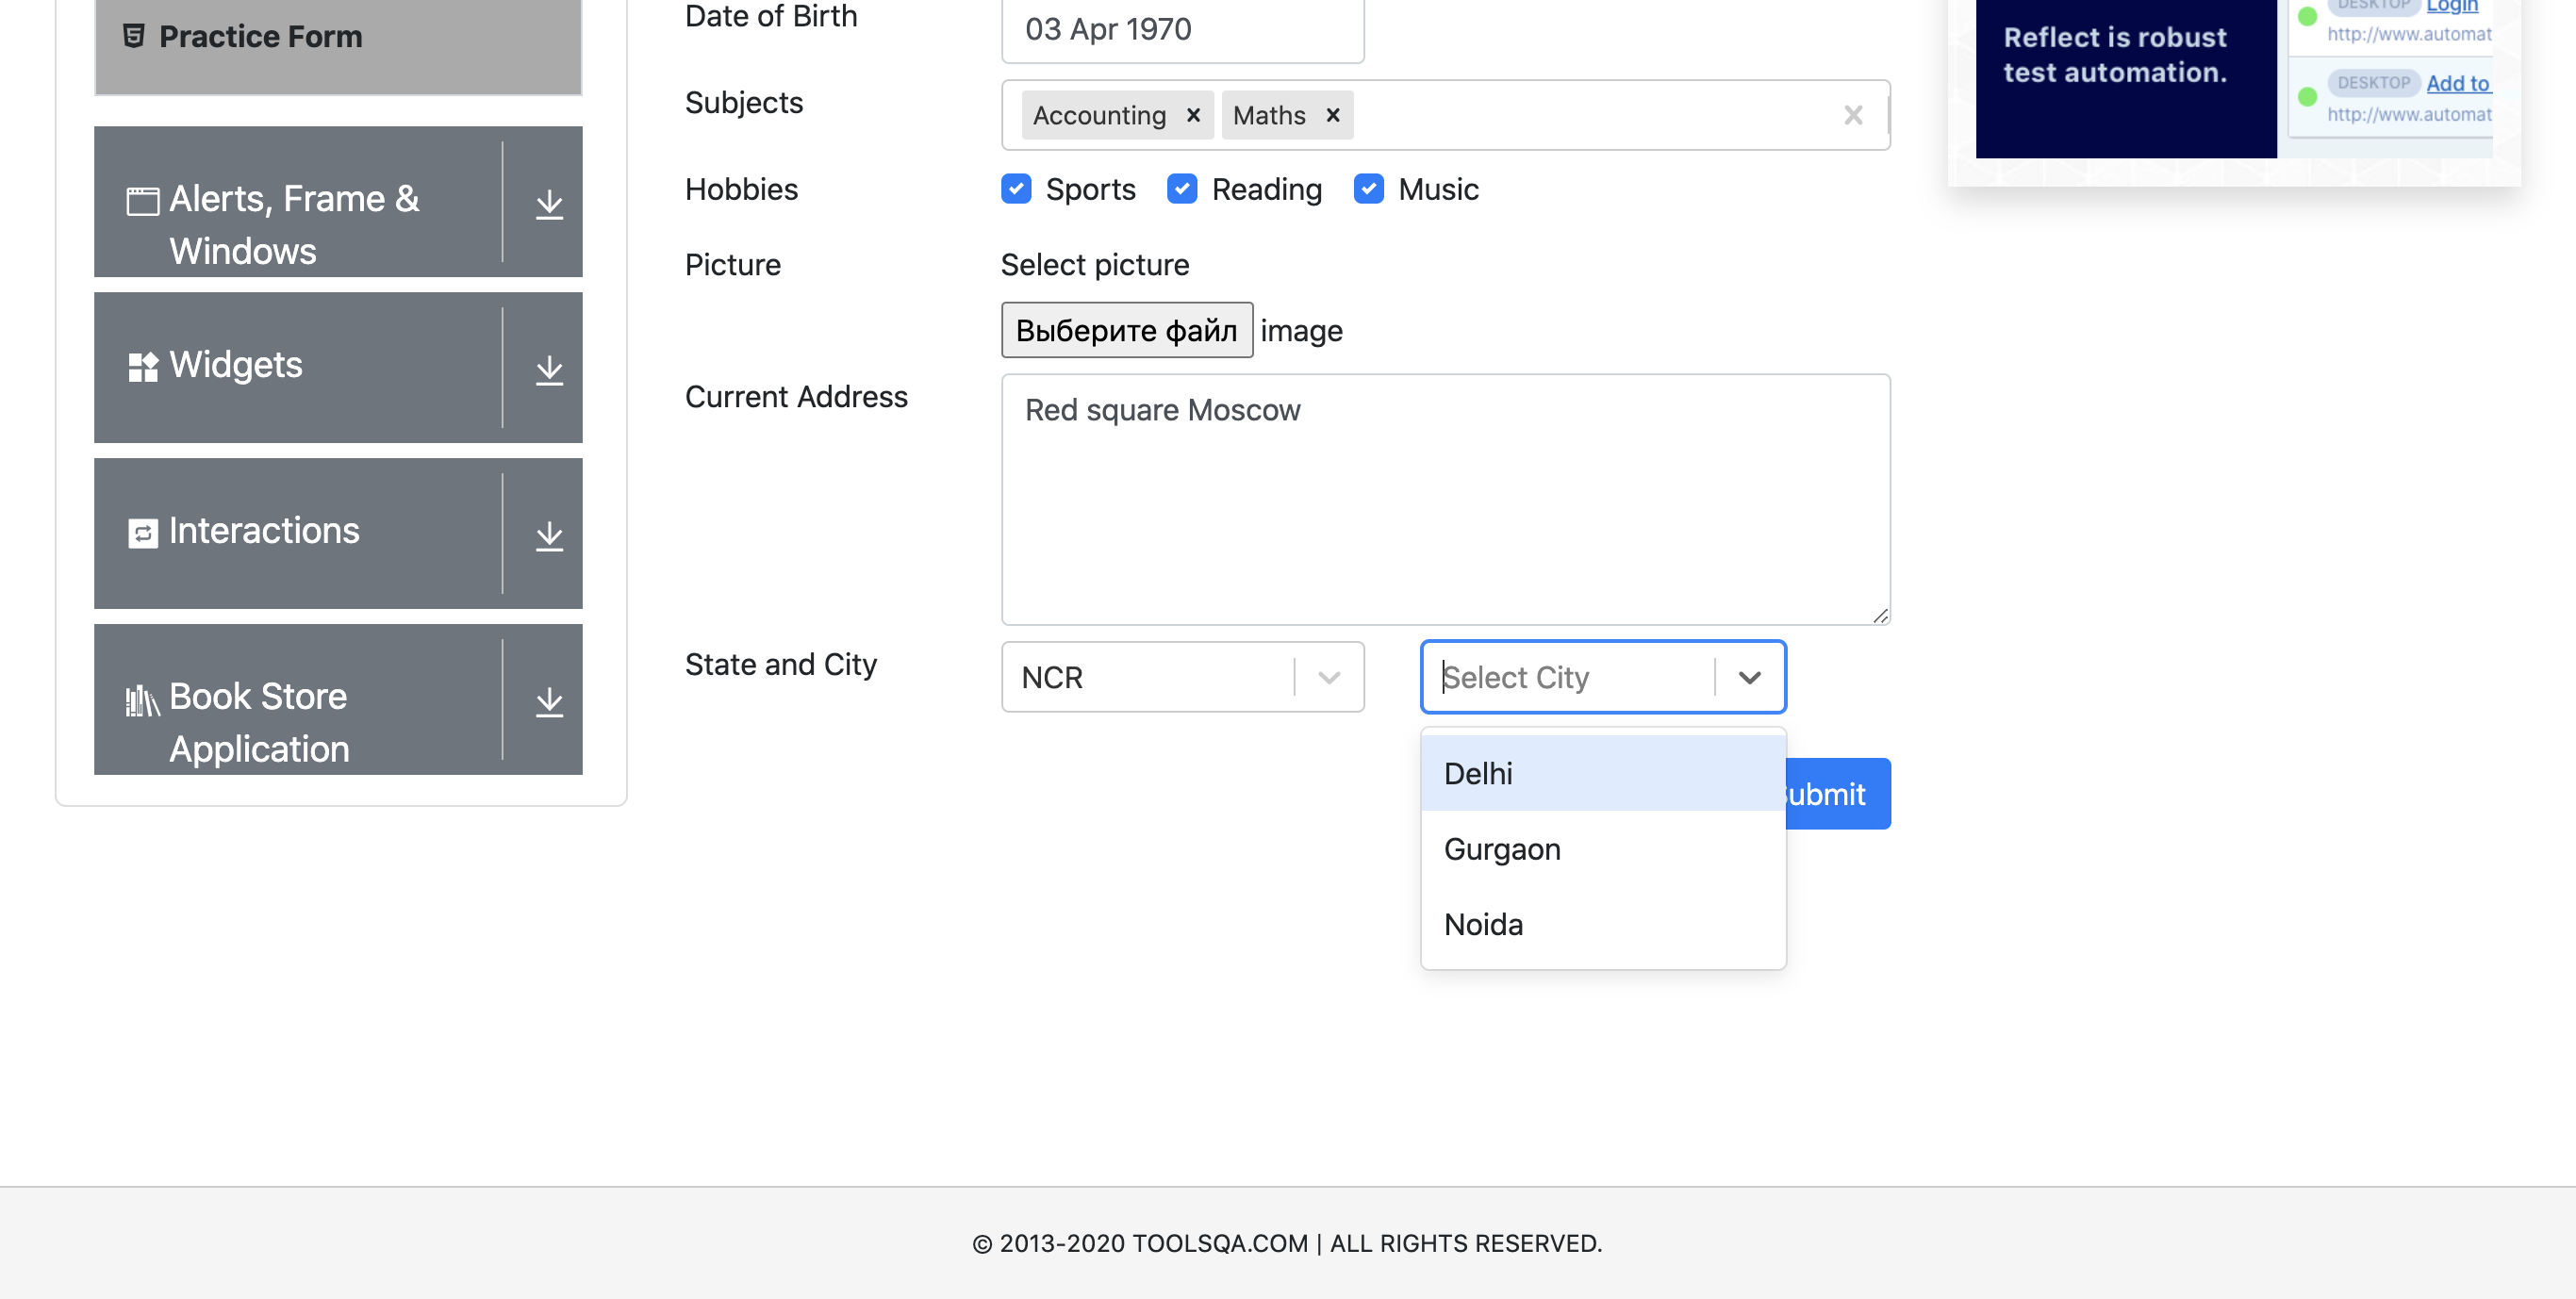 Practice Form
Alerts, Frame &
Windows
Widgets
Interactions
Book Store
Application
Date of Birth
03 Apr 1970
Subjects
Accounting × Maths ×
Hobbies
Sports Reading Music
Picture
Select picture
Выберите файл image
Current Address
Red square Moscow
State and City
NCR
Select City
Delhi
Gurgaon
Noida
Submit
Reflect is robust
test automation.
DESKTOP Login
http://www.automat
DESKTOP Add to
http://www.automat
© 2013-2020 TOOLSQA.COM | ALL RIGHTS RESERVED.